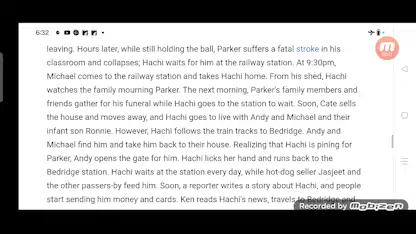 6:32
leaving. Hours later, while still holding the ball, Parker suffers a fatal stroke in his
classroom and collapses; Hachi waits for him at the railway station. At 9:30pm,
Michael comes to the railway station and takes Hachi home. From his shed, Hachi
watches the family mourning Parker. The next morning, Parker's family members and
friends gather for his funeral while Hachi goes to the station to wait. Soon, Cate sells
the house and moves away, and Hachi goes to live with Andy and Michael and their
infant son Ronnie. However, Hachi follows the train tracks to Bedridge. Andy and
Michael find him and take him back to their house. Realizing that Hachi is pining for
Parker, Andy opens the gate for him. Hachi licks her hand and runs back to the
Bedridge station. Hachi waits at the station every day, while hot-dog seller Jasjeet and
the other passers-by feed him. Soon, a reporter writes a story about Hachi, and people
start sending him money and cards. Ken reads Hachi's news, travels to Bedridge and
Recorded by
MOBIZEN